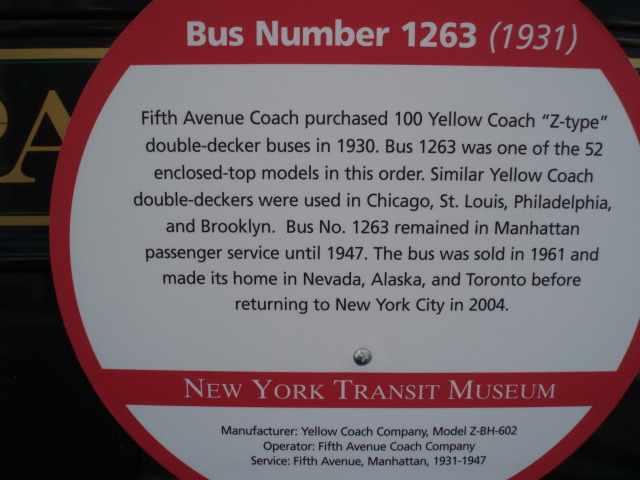 Bus Number 1263 (1931)
Fifth Avenue Coach purchased 100 Yellow Coach “Z-type”
double-decker buses in 1930. Bus 1263 was one of the 52
enclosed-top models in this order. Similar Yellow Coach
double-deckers were used in Chicago, St. Louis, Philadelphia,
and Brooklyn. Bus No. 1263 remained in Manhattan
passenger service until 1947. The bus was sold in 1961 and
made its home in Nevada, Alaska, and Toronto before
returning to New York City in 2004.
NEW YORK TRANSIT MUSEUM
Manufacturer: Yellow Coach Company, Model Z-BH-602
Operator: Fifth Avenue Coach Company
Service: Fifth Avenue, Manhattan, 1931-1947